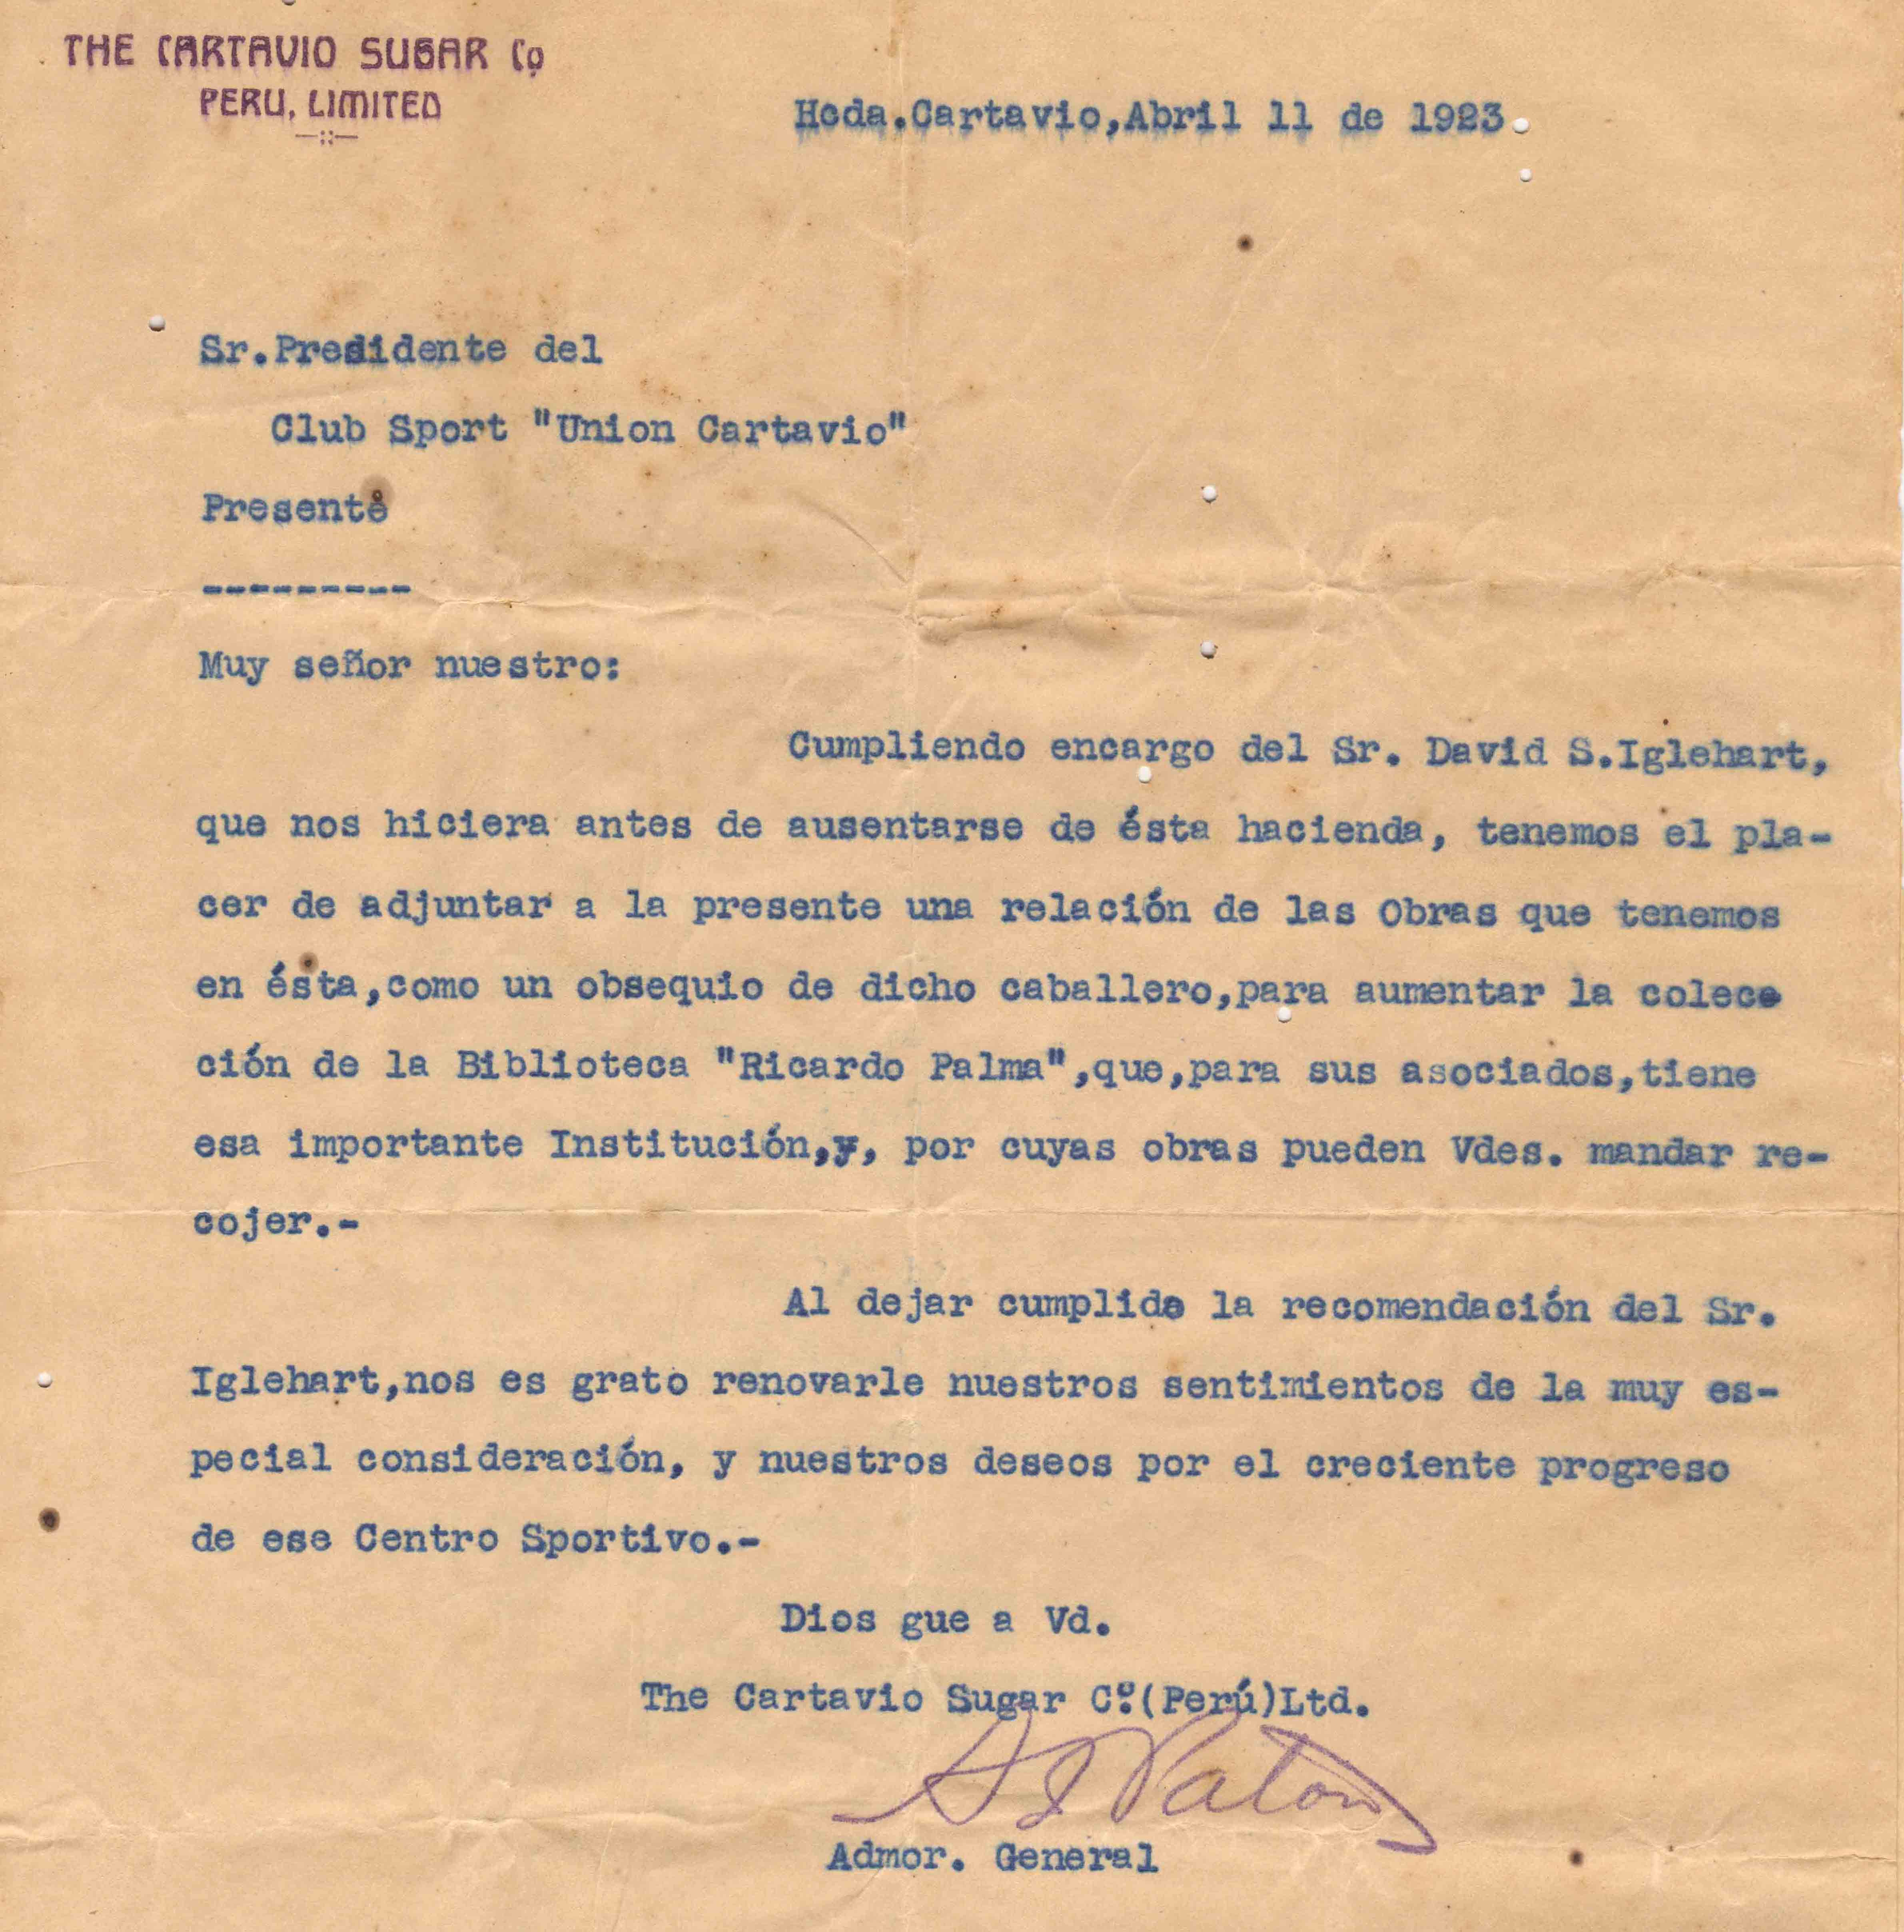 THE CARTAVIO SUGAR Co
PERU, LIMITED
Hcda.Cartavio,Abril 11 de 1923.
Sr.Presidente del
Club Sport "Union Cartavio"
Presente
---------
Muy señor nuestro:
Cumpliendo encargo del Sr. David S.Iglehart,
que nos hiciera antes de ausentarse de ésta hacienda, tenemos el pla-
cer de adjuntar a la presente una relación de las Obras que tenemos
en ésta,como un obsequio de dicho caballero,para aumentar la colec
ción de la Biblioteca "Ricardo Palma",que,para sus asociados,tiene
esa importante Institución,y, por cuyas obras pueden Vdes. mandar re-
cojer.-
Al dejar cumplida la recomendación del Sr.
Iglehart,nos es grato renovarle nuestros sentimientos de la muy es-
pecial consideración, y nuestros deseos por el creciente progreso
de ese Centro Sportivo.-
Dios gue a Vd.
The Cartavio Sugar Cº.(Perú)Ltd.
Paton
Admor. General